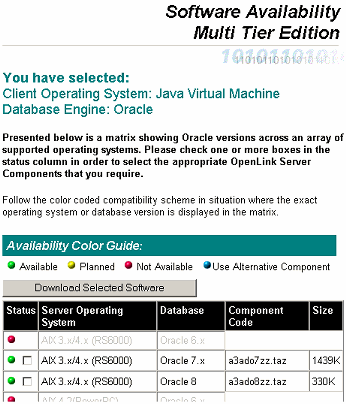 Software Availability
Multi Tier Edition
You have selected:
Client Operating System: Java Virtual Machine
Database Engine: Oracle
Presented below is a matrix showing Oracle versions across an array of
supported operating systems. Please check one or more boxes in the
status column in order to select the appropriate OpenLink Server
Components that you require.
Follow the color coded compatibility scheme in situation where the exact
operating system or database version is displayed in the matrix.
Availability Color Guide:
Available Planned Not Available Use Alternative Component
Download Selected Software
Status Server Operating System Database Component Code Size
AIX 3.x/4.x (RS6000) Oracle 6.x
AIX 3.x/4.x (RS6000) Oracle 7.x a3ado7zz.taz 1439K
AIX 3.x/4.x (RS6000) Oracle 8 a3ado8zz.taz 330K
AIX 4.2(PowerPC) Oracle 6.x